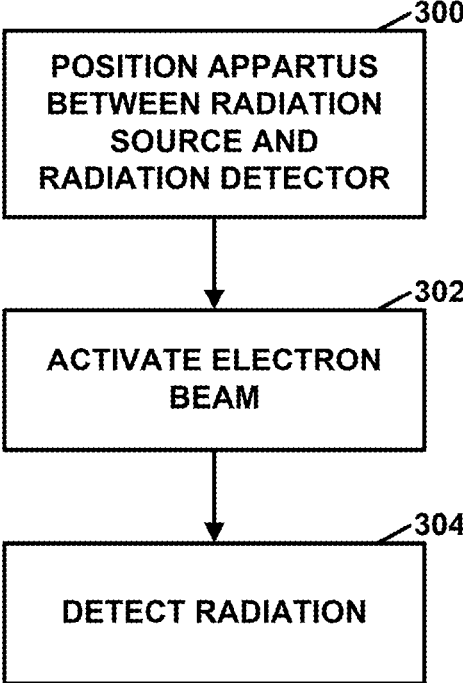 300
POSITION APPARTUS
BETWEEN RADIATION
SOURCE AND
RADIATION DETECTOR
302
ACTIVATE ELECTRON
BEAM
304
DETECT RADIATION